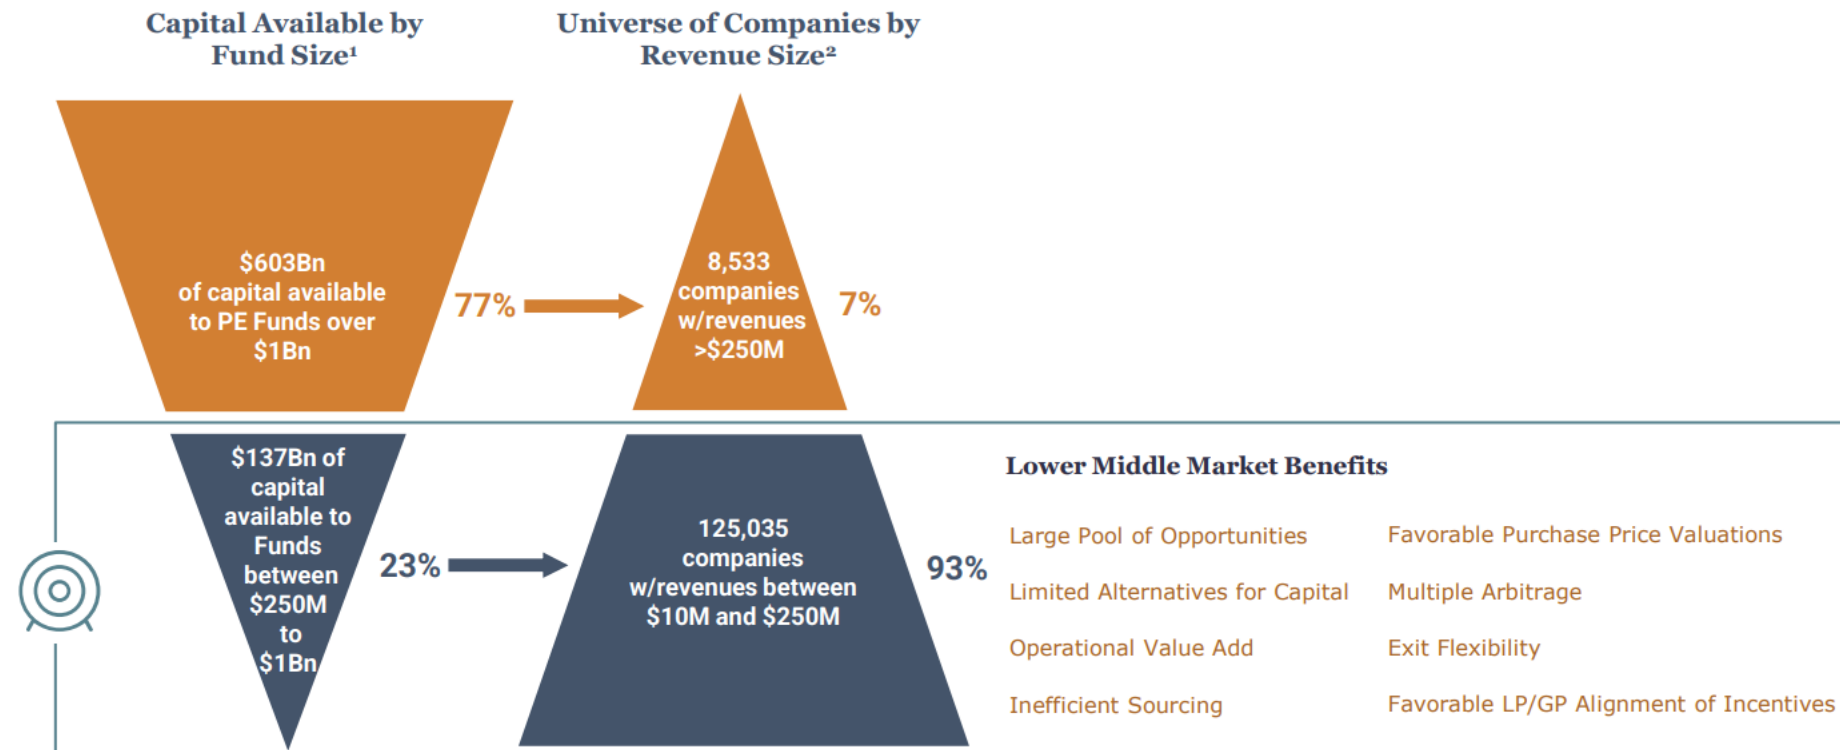 Capital Available by
Fund Size¹
Universe of Companies by
Revenue Size²
$603Bn
of capital available
to PE Funds over
$1Bn
77%
8,533
companies
w/revenues
>$250M
7%
$137Bn of
capital
available to
Funds
between
$250M
to
$1Bn
23%
125,035
companies
w/revenues between
$10M and $250M
93%
Lower Middle Market Benefits
Large Pool of Opportunities
Favorable Purchase Price Valuations
Limited Alternatives for Capital
Multiple Arbitrage
Operational Value Add
Exit Flexibility
Inefficient Sourcing
Favorable LP/GP Alignment of Incentives